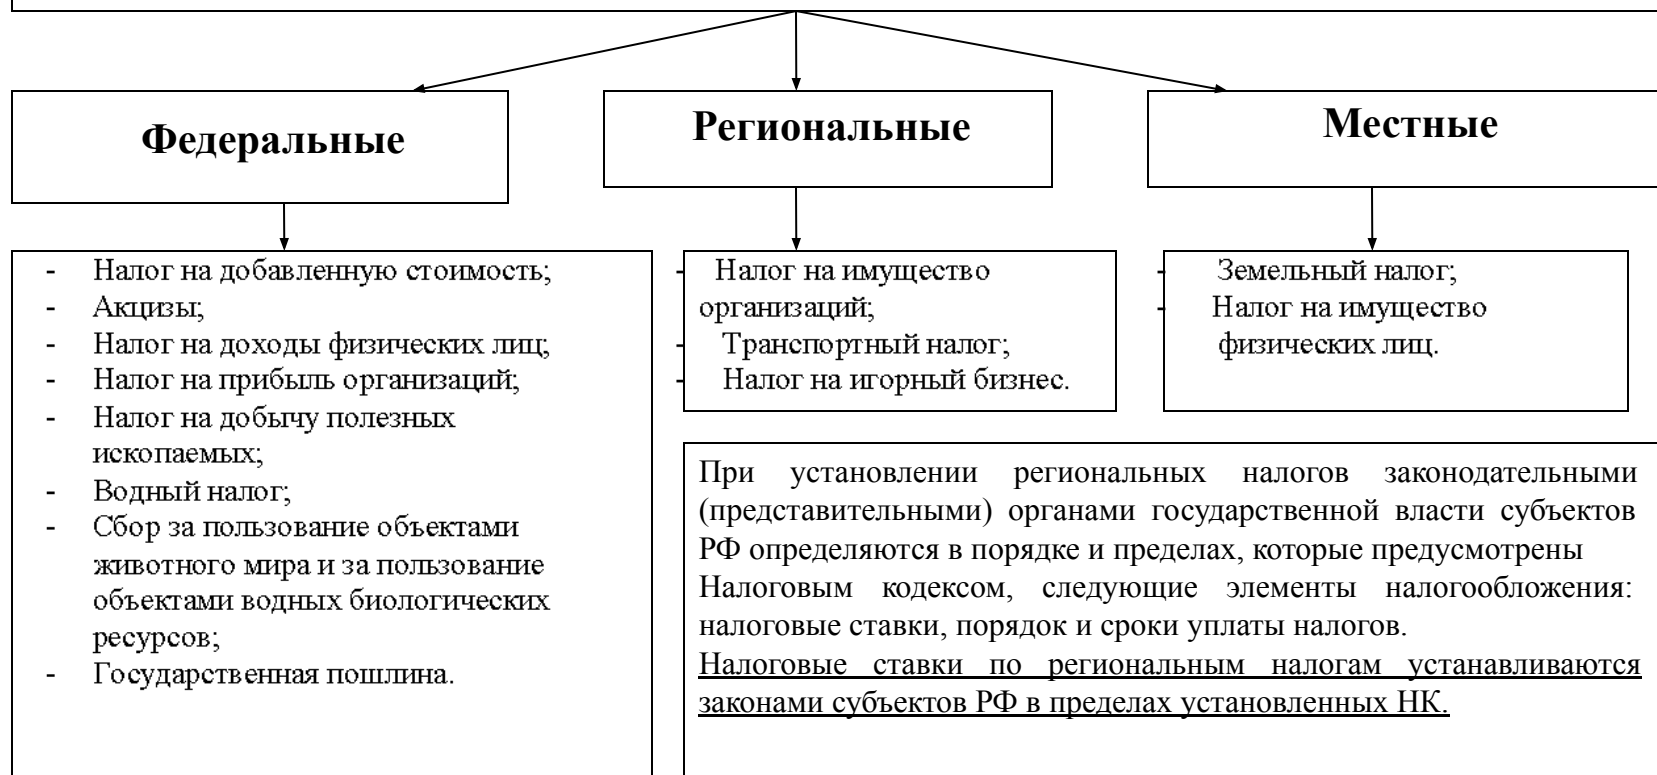 Федеральные
Региональные
Местные
- Налог на добавленную стоимость;
- Акцизы;
- Налог на доходы физических лиц;
- Налог на прибыль организаций;
- Налог на добычу полезных
ископаемых;
- Водный налог;
- Сбор за пользование объектами
животного мира и за пользование
объектами водных биологических
ресурсов;
- Государственная пошлина.
- Налог на имущество
организаций;
- Транспортный налог;
- Налог на игорный бизнес.
- Земельный налог;
- Налог на имущество
физических лиц.
При установлении региональных налогов законодательными
(представительными) органами государственной власти субъектов
РФ определяются в порядке и пределах, которые предусмотрены
Налоговым кодексом, следующие элементы налогообложения:
налоговые ставки, порядок и сроки уплаты налогов.
Налоговые ставки по региональным налогам устанавливаются
законами субъектов РФ в пределах установленных НК.